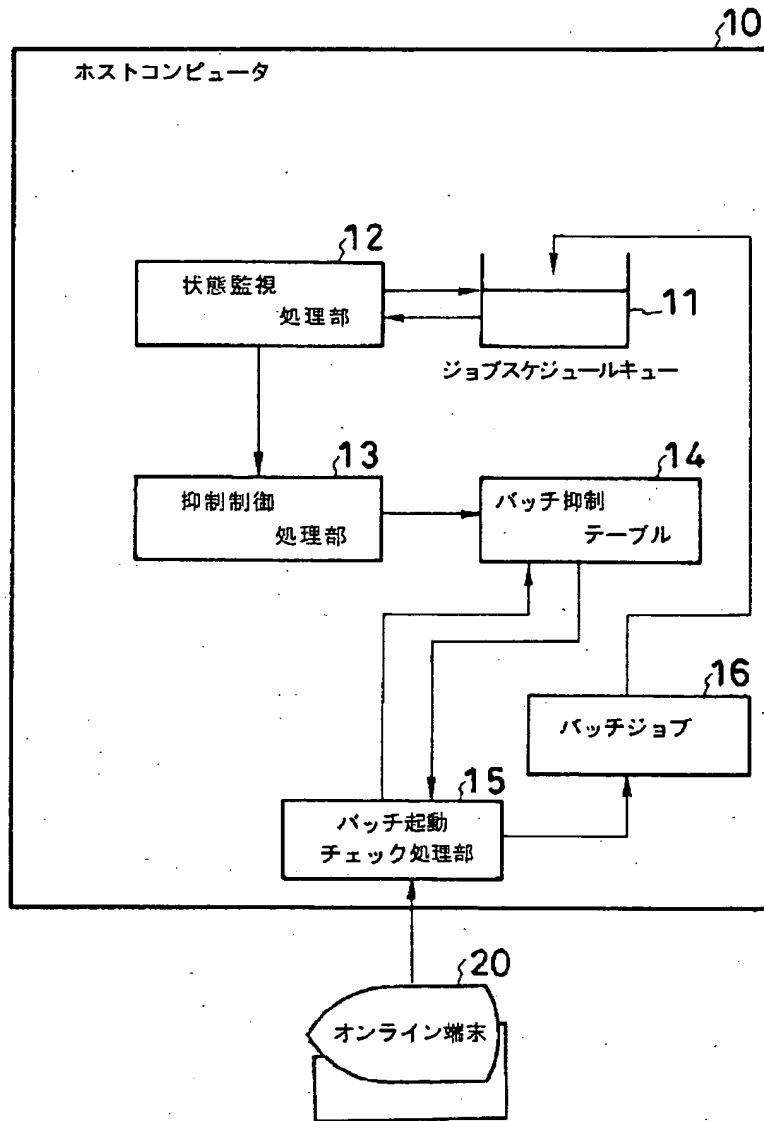 10
ホストコンピュータ
12
状態監視
処理部
11
ジョブスケジュールキュー
13
抑制制御
処理部
14
バッチ抑制
テーブル
16
バッチジョブ
15
バッチ起動
チェック処理部
20
オンライン端末